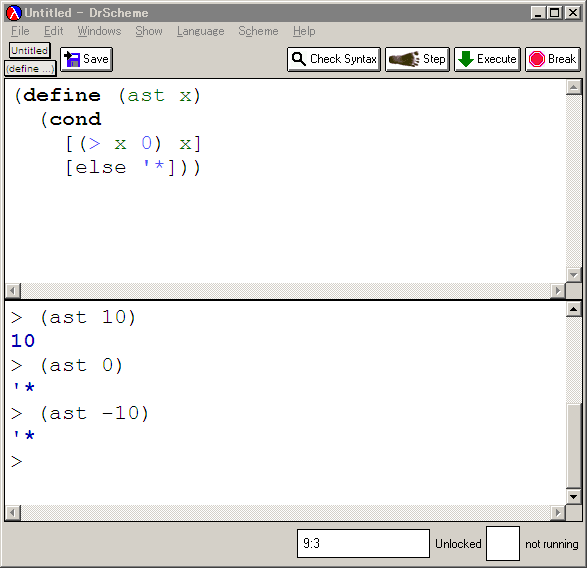 Untitled - DrScheme
File Edit Windows Show Language Scheme Help
Untitled
(define ...)
Save
Check Syntax
Step
Execute
Break
(define (ast x)
  (cond
    [(> x 0) x]
    [else '*]))
> (ast 10)
10
> (ast 0)
'*
> (ast -10)
'*
>
9:3
Unlocked
not running